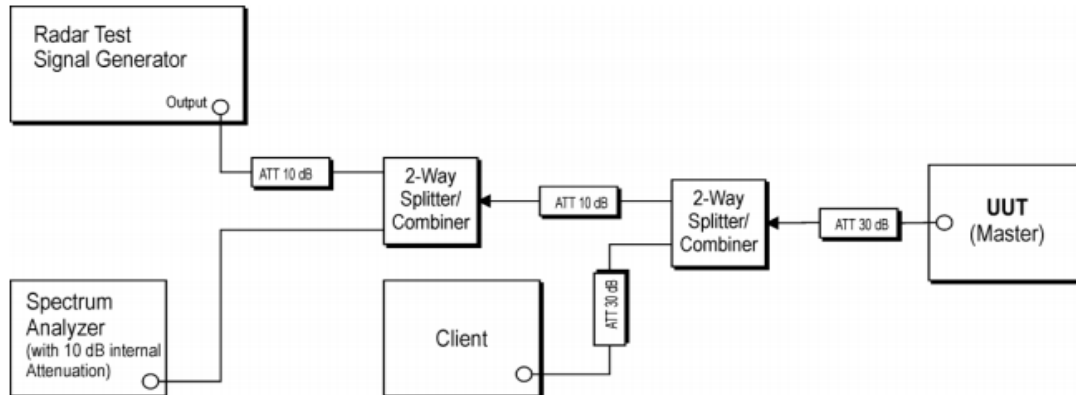 Radar Test
Signal Generator
Output
ATT 10 dB
2-Way
Splitter/
Combiner
ATT 10 dB
2-Way
Splitter/
Combiner
ATT 30 dB
UUT
(Master)
Spectrum
Analyzer
(with 10 dB internal
Attenuation)
Client
ATT 30 dB